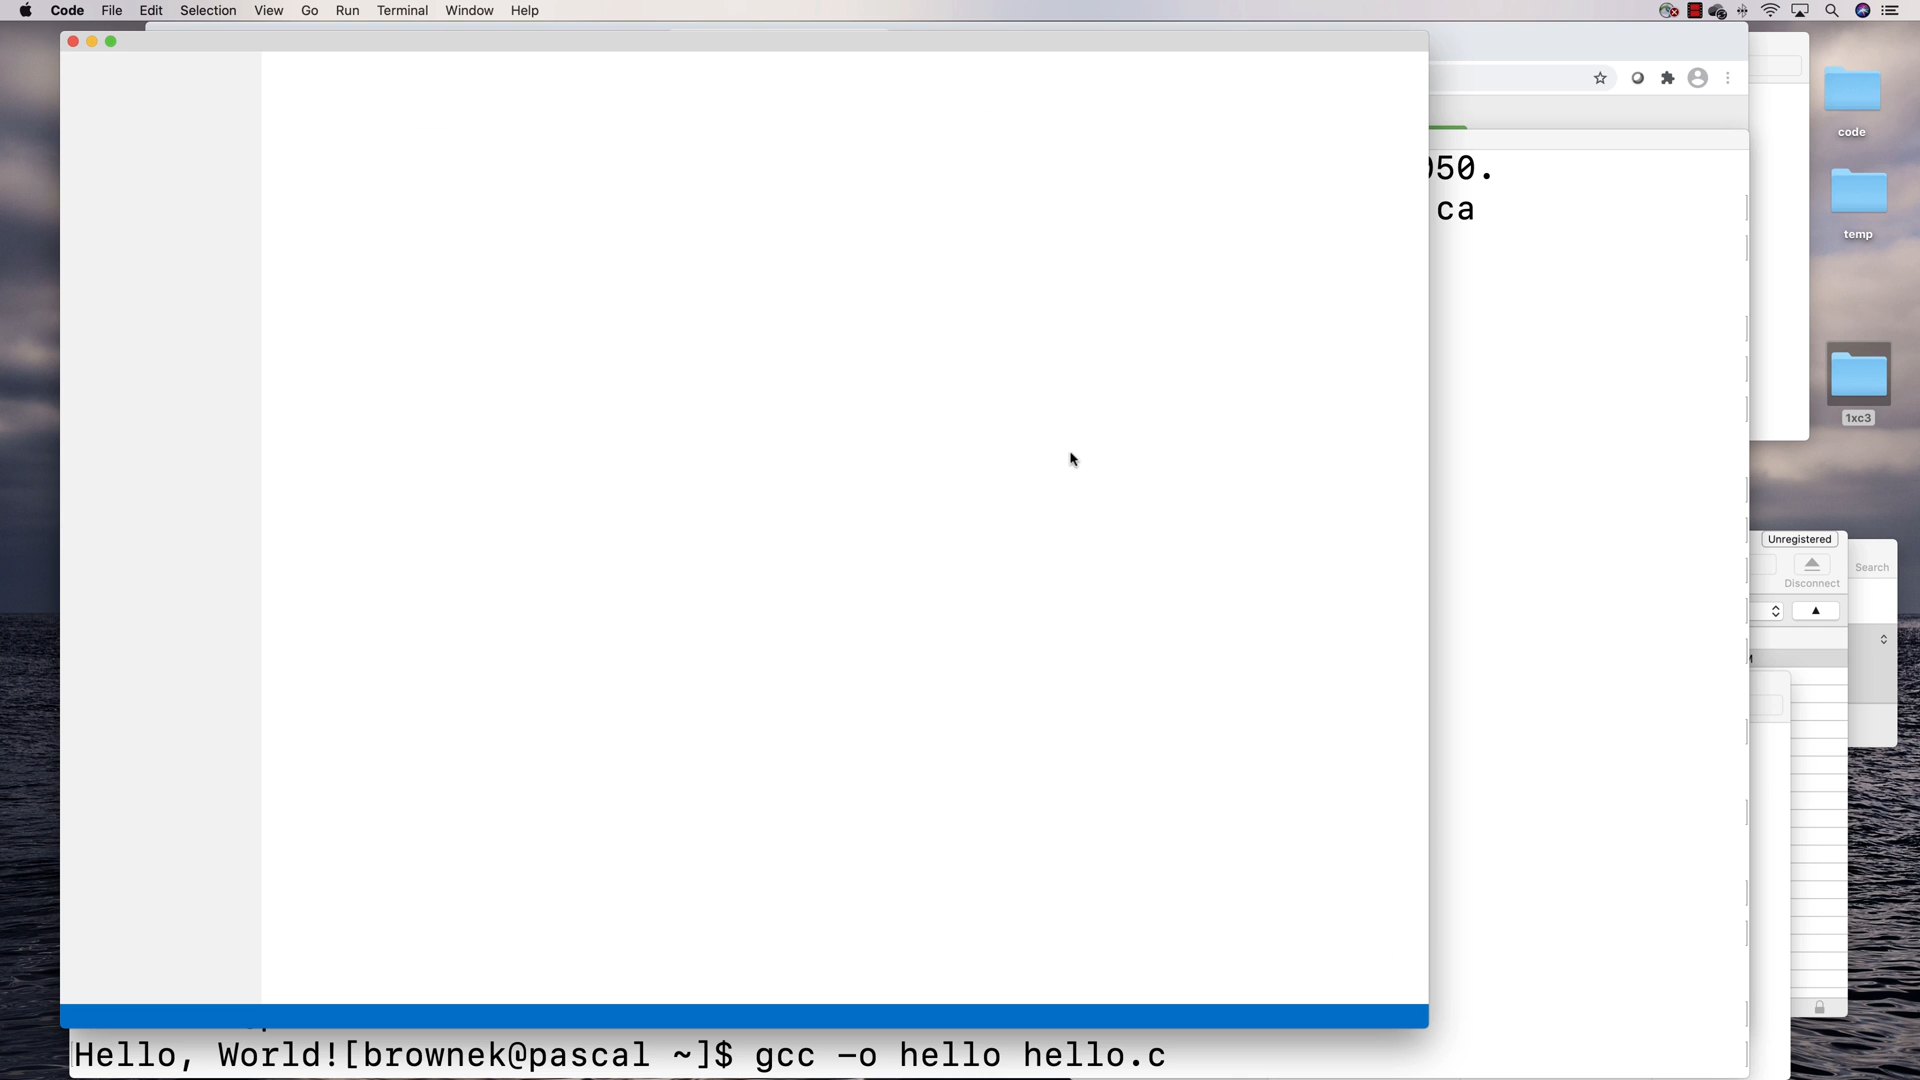 Code File Edit Selection View Go Run Terminal Window Help
code
050.
ca
temp
1xc3
Unregistered
Search
Disconnect
Hello, World![brownek@pascal ~]$ gcc -o hello hello.c